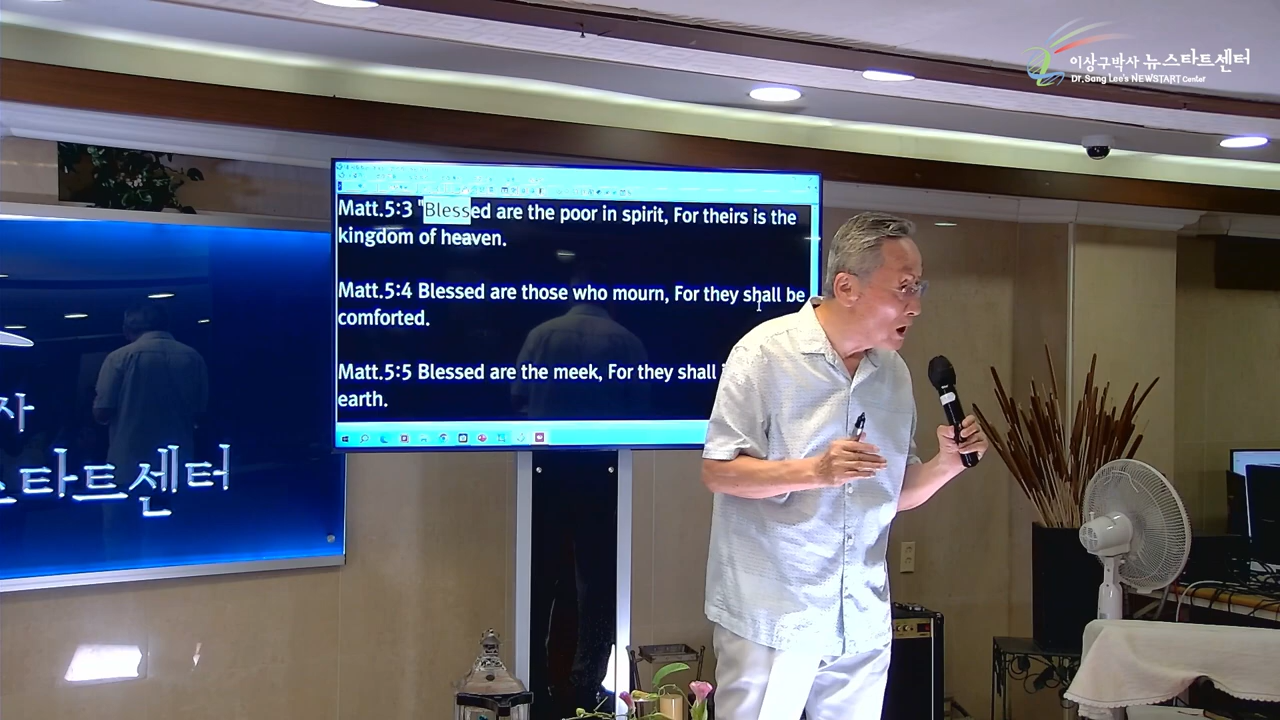 이상구박사 뉴스타트센터
Dr. Sang Lee's NEWSTART Center
Matt.5:3 "Blessed are the poor in spirit, For theirs is the
kingdom of heaven.
Matt.5:4 Blessed are those who mourn, For they shall be
comforted.
Matt.5:5 Blessed are the meek, For they shall
earth.
사
스타트센터